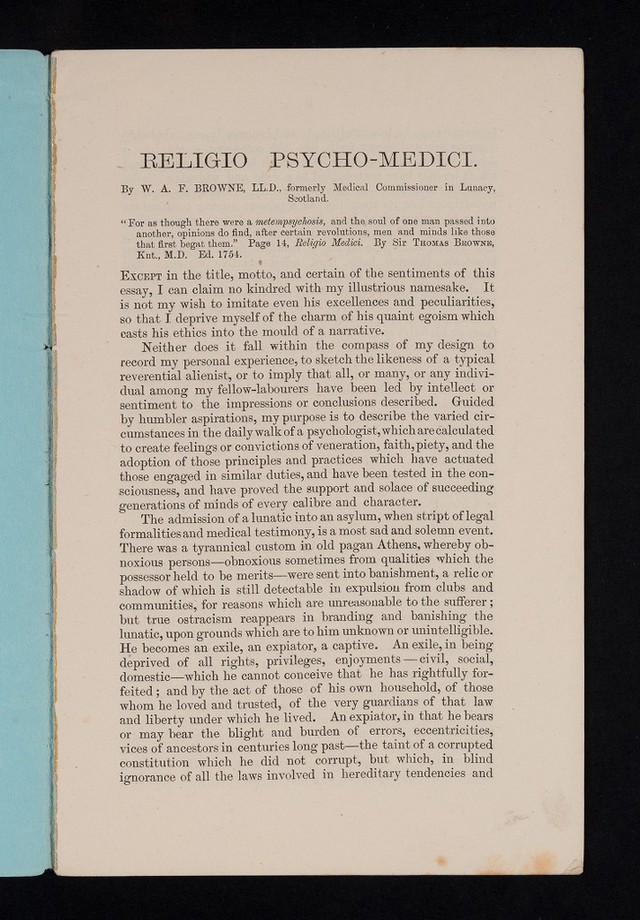 RELIGIO PSYCHO-MEDICI.
By W. A. F. BROWNE, LL.D., formerly Medical Commissioner in Lunacy,
Scotland.
"For as though there were a metempsychosis, and the soul of one man passed into
another, opinions do find, after certain revolutions, men and minds like those
that first begat them." Page 14, Religio Medici. By Sir THOMAS BROWNE,
Knt., M.D. Ed. 1754.
EXCEPT in the title, motto, and certain of the sentiments of this
essay, I can claim no kindred with my illustrious namesake. It
is not my wish to imitate even his excellences and peculiarities,
so that I deprive myself of the charm of his quaint egoism which
casts his ethics into the mould of a narrative.
Neither does it fall within the compass of my design to
record my personal experience, to sketch the likeness of a typical
reverential alienist, or to imply that all, or many, or any indivi-
dual among my fellow-labourers have been led by intellect or
sentiment to the impressions or conclusions described. Guided
by humbler aspirations, my purpose is to describe the varied cir-
cumstances in the daily walk of a psychologist, which are calculated
to create feelings or convictions of veneration, faith, piety, and the
adoption of those principles and practices which have actuated
those engaged in similar duties, and have been tested in the con-
sciousness, and have proved the support and solace of succeeding
generations of minds of every calibre and character.
The admission of a lunatic into an asylum, when stript of legal
formalities and medical testimony, is a most sad and solemn event.
There was a tyrannical custom in old pagan Athens, whereby ob-
noxious persons—obnoxious sometimes from qualities which the
possessor held to be merits—were sent into banishment, a relic or
shadow of which is still detectable in expulsion from clubs and
communities, for reasons which are unreasonable to the sufferer;
but true ostracism reappears in branding and banishing the
lunatic, upon grounds which are to him unknown or unintelligible.
He becomes an exile, an expiator, a captive. An exile, in being
deprived of all rights, privileges, enjoyments—civil, social,
domestic—which he cannot conceive that he has rightfully for-
feited; and by the act of those of his own household, of those
whom he loved and trusted, of the very guardians of that law
and liberty under which he lived. An expiator, in that he bears
or may bear the blight and burden of errors, eccentricities,
vices of ancestors in centuries long past—the taint of a corrupted
constitution which he did not corrupt, but which, in blind
ignorance of all the laws involved in hereditary tendencies and